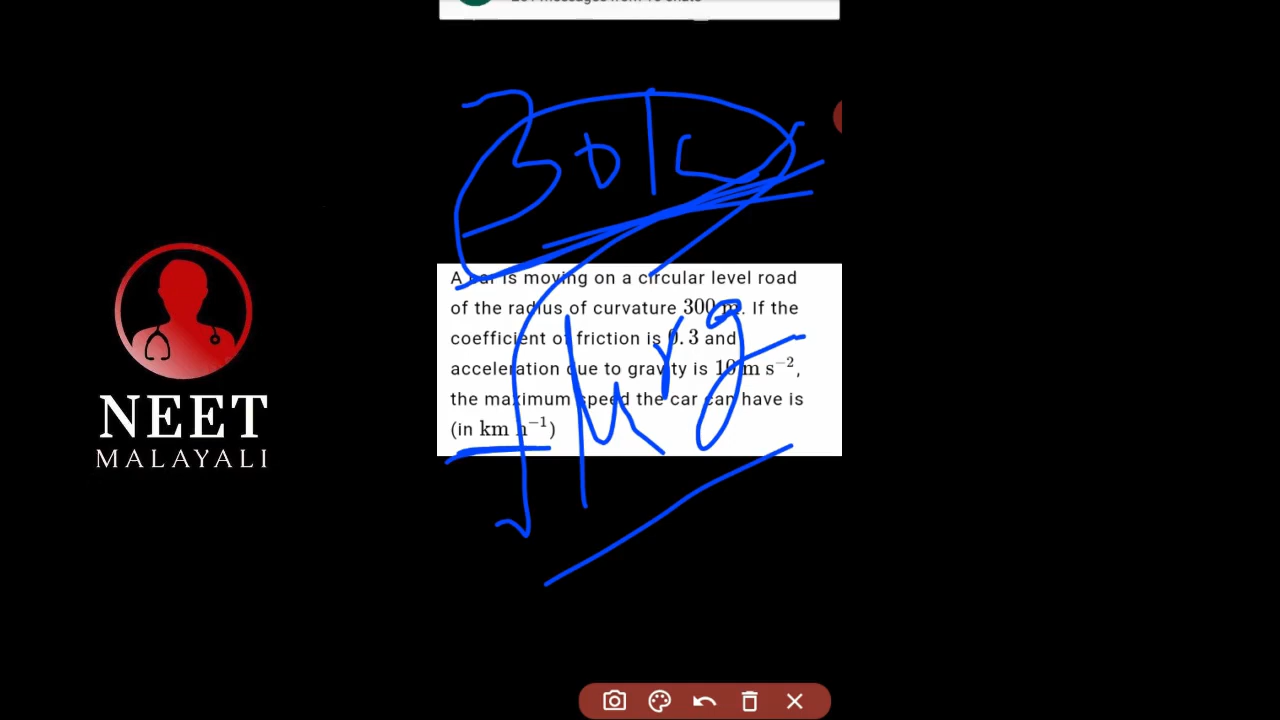 30k
A car is moving on a circular level road
of the radius of curvature 300 m. If the
coefficient of friction is 0.3 and
acceleration due to gravity is 10 m s⁻²,
the maximum speed the car can have is
(in km h⁻¹)
√μrg
NEET
MALAYALI